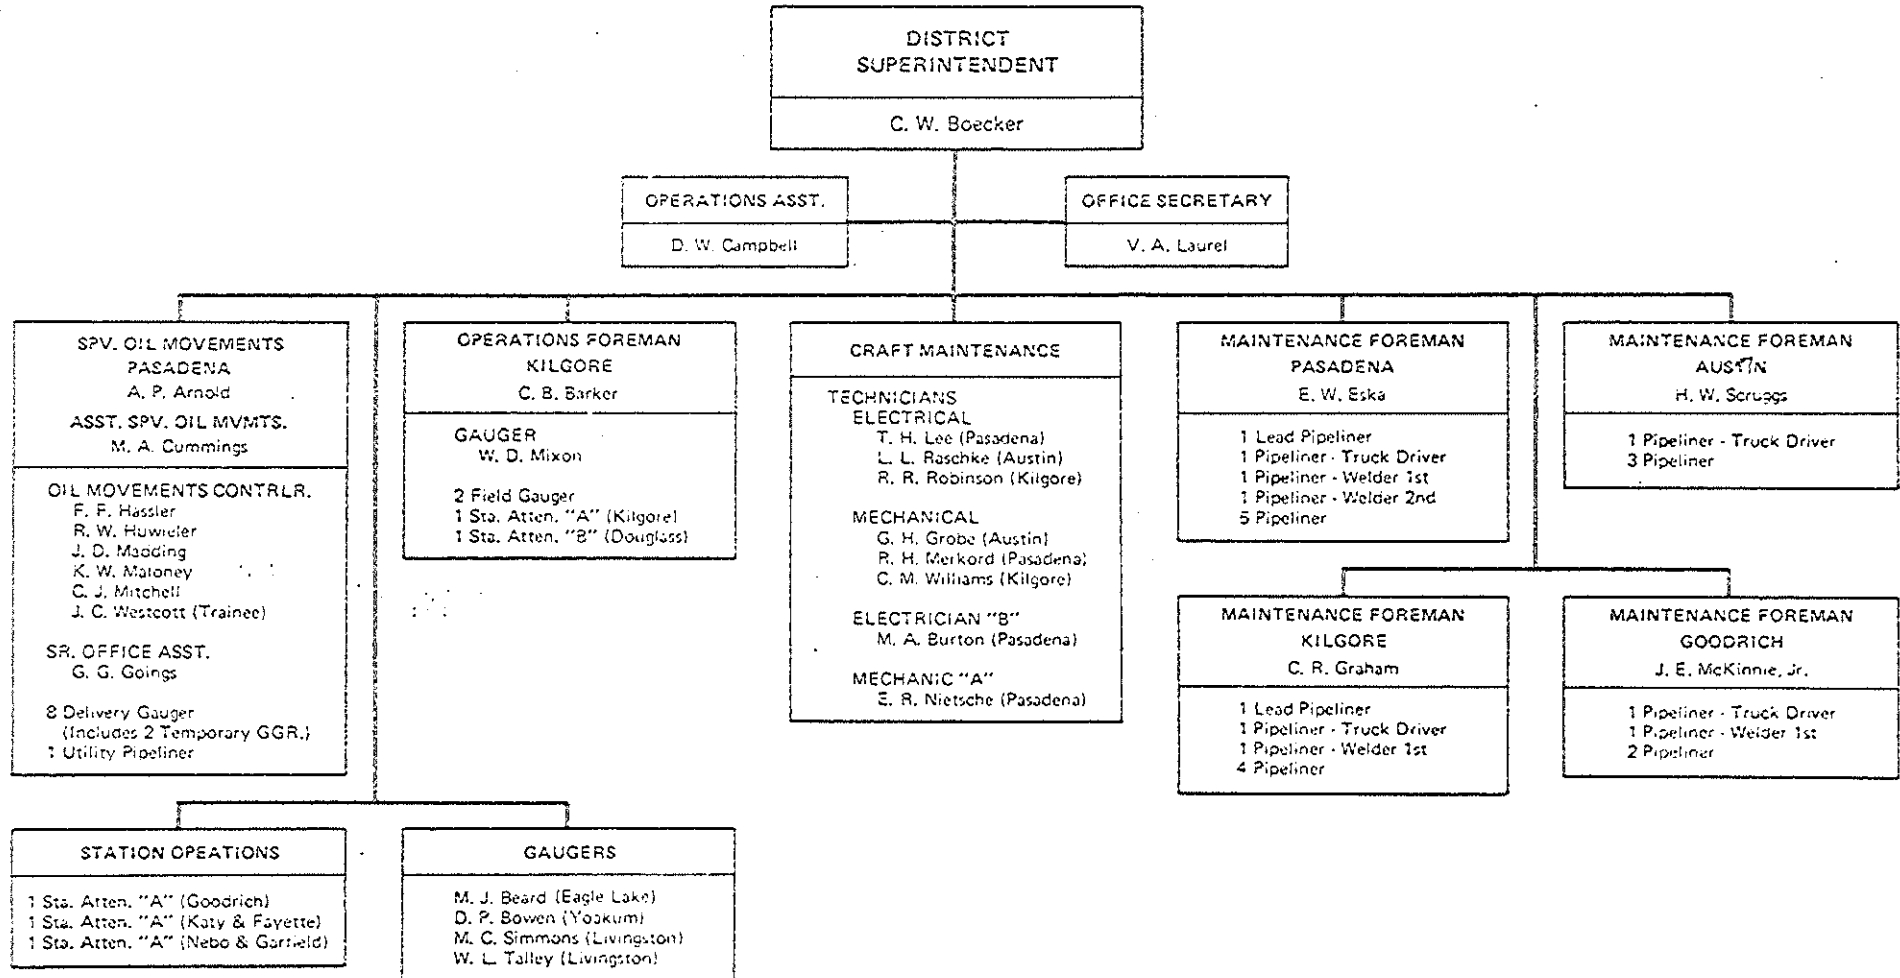 DISTRICT
SUPERINTENDENT
C. W. Boecker
OPERATIONS ASST.
D. W. Campbell
OFFICE SECRETARY
V. A. Laurel
SPV. OIL MOVEMENTS
PASADENA
A. P. Arnold
ASST. SPV. OIL MVMTS.
M. A. Cummings
OIL MOVEMENTS CONTRLR.
F. F. Hassler
R. W. Huwieler
J. D. Madding
K. W. Maloney
C. J. Mitchell
J. C. Westcott (Trainee)
SR. OFFICE ASST.
G. G. Goings
8 Delivery Gauger
(Includes 2 Temporary GGR.)
1 Utility Pipeliner
OPERATIONS FOREMAN
KILGORE
C. B. Barker
GAUGER
W. D. Mixon
2 Field Gauger
1 Sta. Atten. "A" (Kilgore)
1 Sta. Atten. "B" (Douglass)
CRAFT MAINTENANCE
TECHNICIANS
ELECTRICAL
T. H. Lee (Pasadena)
L. L. Raschke (Austin)
R. R. Robinson (Kilgore)
MECHANICAL
G. H. Grobe (Austin)
R. H. Merkord (Pasadena)
C. M. Williams (Kilgore)
ELECTRICIAN "B"
M. A. Burton (Pasadena)
MECHANIC "A"
E. R. Nietsche (Pasadena)
MAINTENANCE FOREMAN
PASADENA
E. W. Eska
1 Lead Pipeliner
1 Pipeliner - Truck Driver
1 Pipeliner - Welder 1st
1 Pipeliner - Welder 2nd
5 Pipeliner
MAINTENANCE FOREMAN
AUSTIN
H. W. Scruggs
1 Pipeliner - Truck Driver
3 Pipeliner
MAINTENANCE FOREMAN
KILGORE
C. R. Graham
1 Lead Pipeliner
1 Pipeliner - Truck Driver
1 Pipeliner - Welder 1st
4 Pipeliner
MAINTENANCE FOREMAN
GOODRICH
J. E. McKinnie, Jr.
1 Pipeliner - Truck Driver
1 Pipeliner - Welder 1st
2 Pipeliner
STATION OPEATIONS
1 Sta. Atten. "A" (Goodrich)
1 Sta. Atten. "A" (Katy & Fayette)
1 Sta. Atten. "A" (Nebo & Garfield)
GAUGERS
M. J. Beard (Eagle Lake)
D. P. Bowen (Yoakum)
M. C. Simmons (Livingston)
W. L. Talley (Livingston)